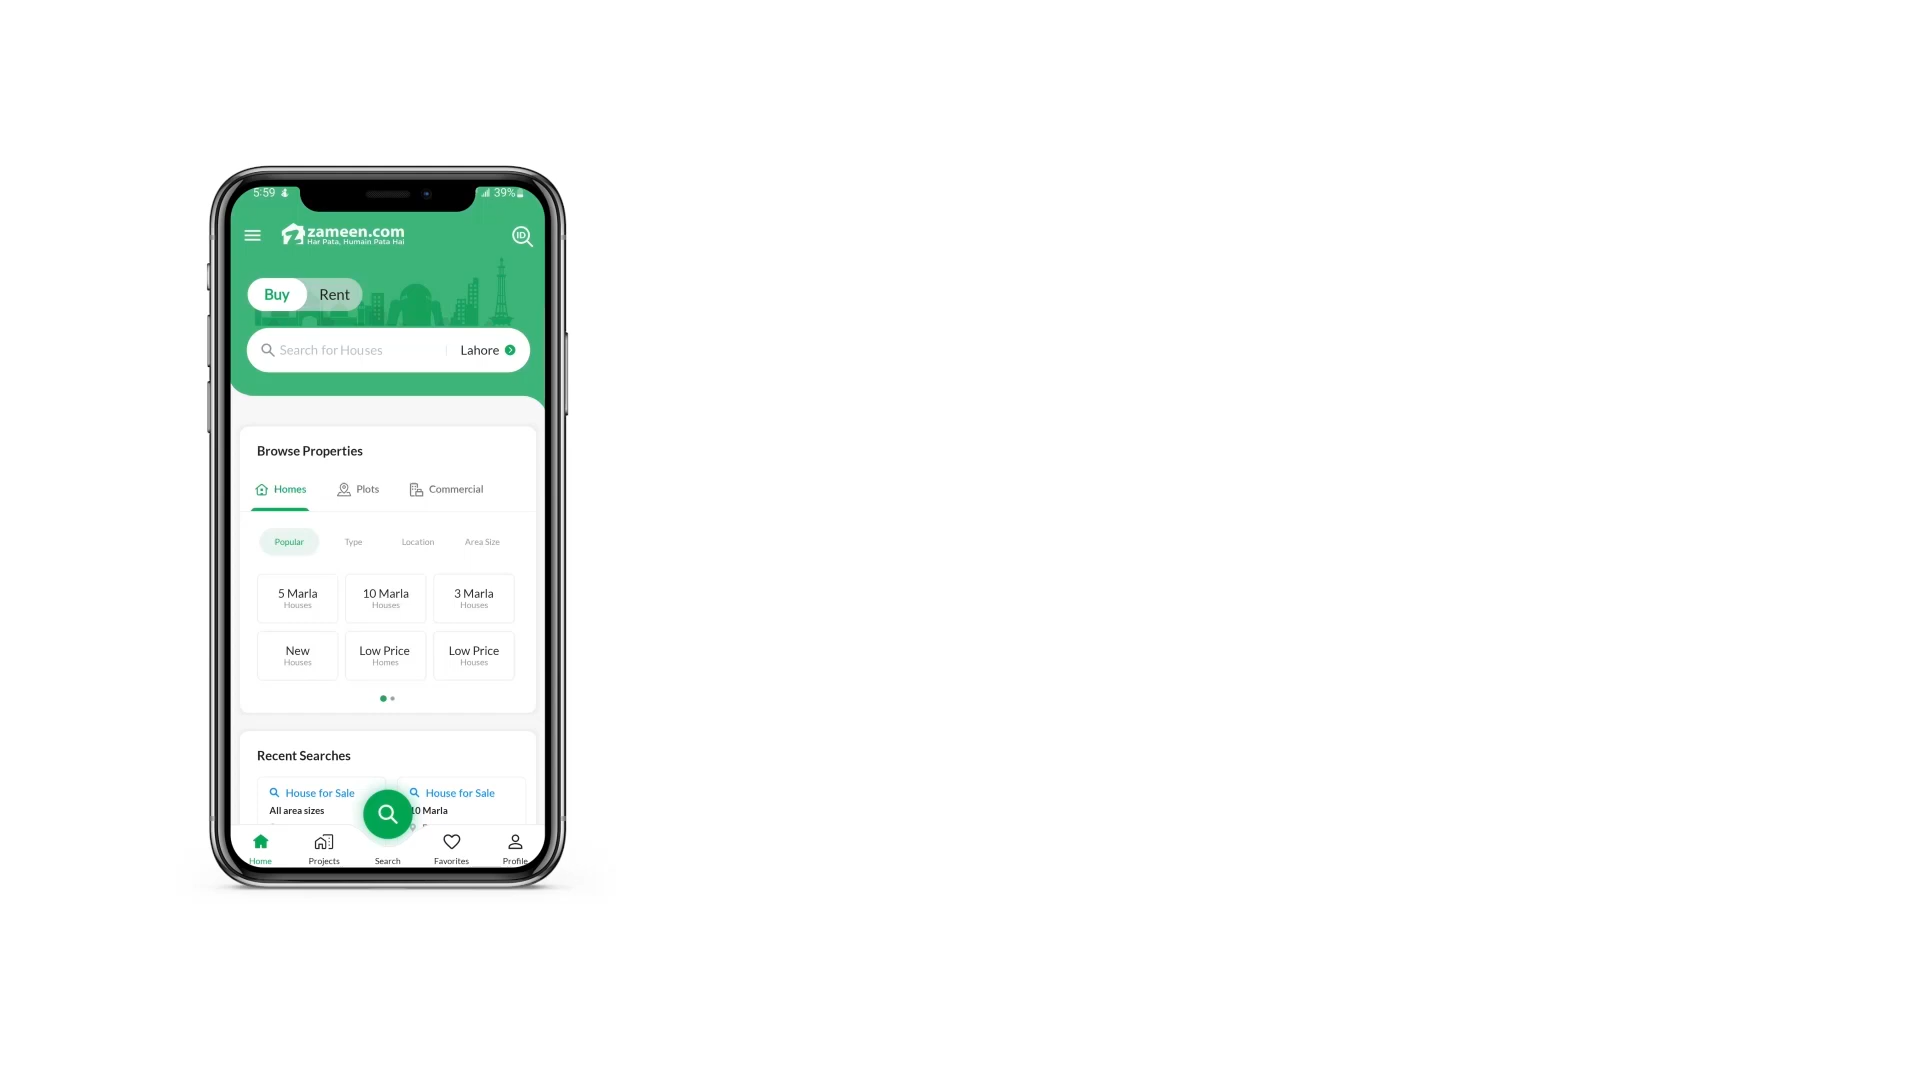 5:59
39%
zameen.com
Har Pata, Humain Pata Hai
ID
Buy
Rent
Search for Houses
Lahore
Browse Properties
Homes
Plots
Commercial
Popular
Type
Location
Area Size
5 Marla
Houses
10 Marla
Houses
3 Marla
Houses
New
Houses
Low Price
Homes
Low Price
Houses
Recent Searches
House for Sale
All area sizes
House for Sale
10 Marla
Home
Projects
Search
Favorites
Profile